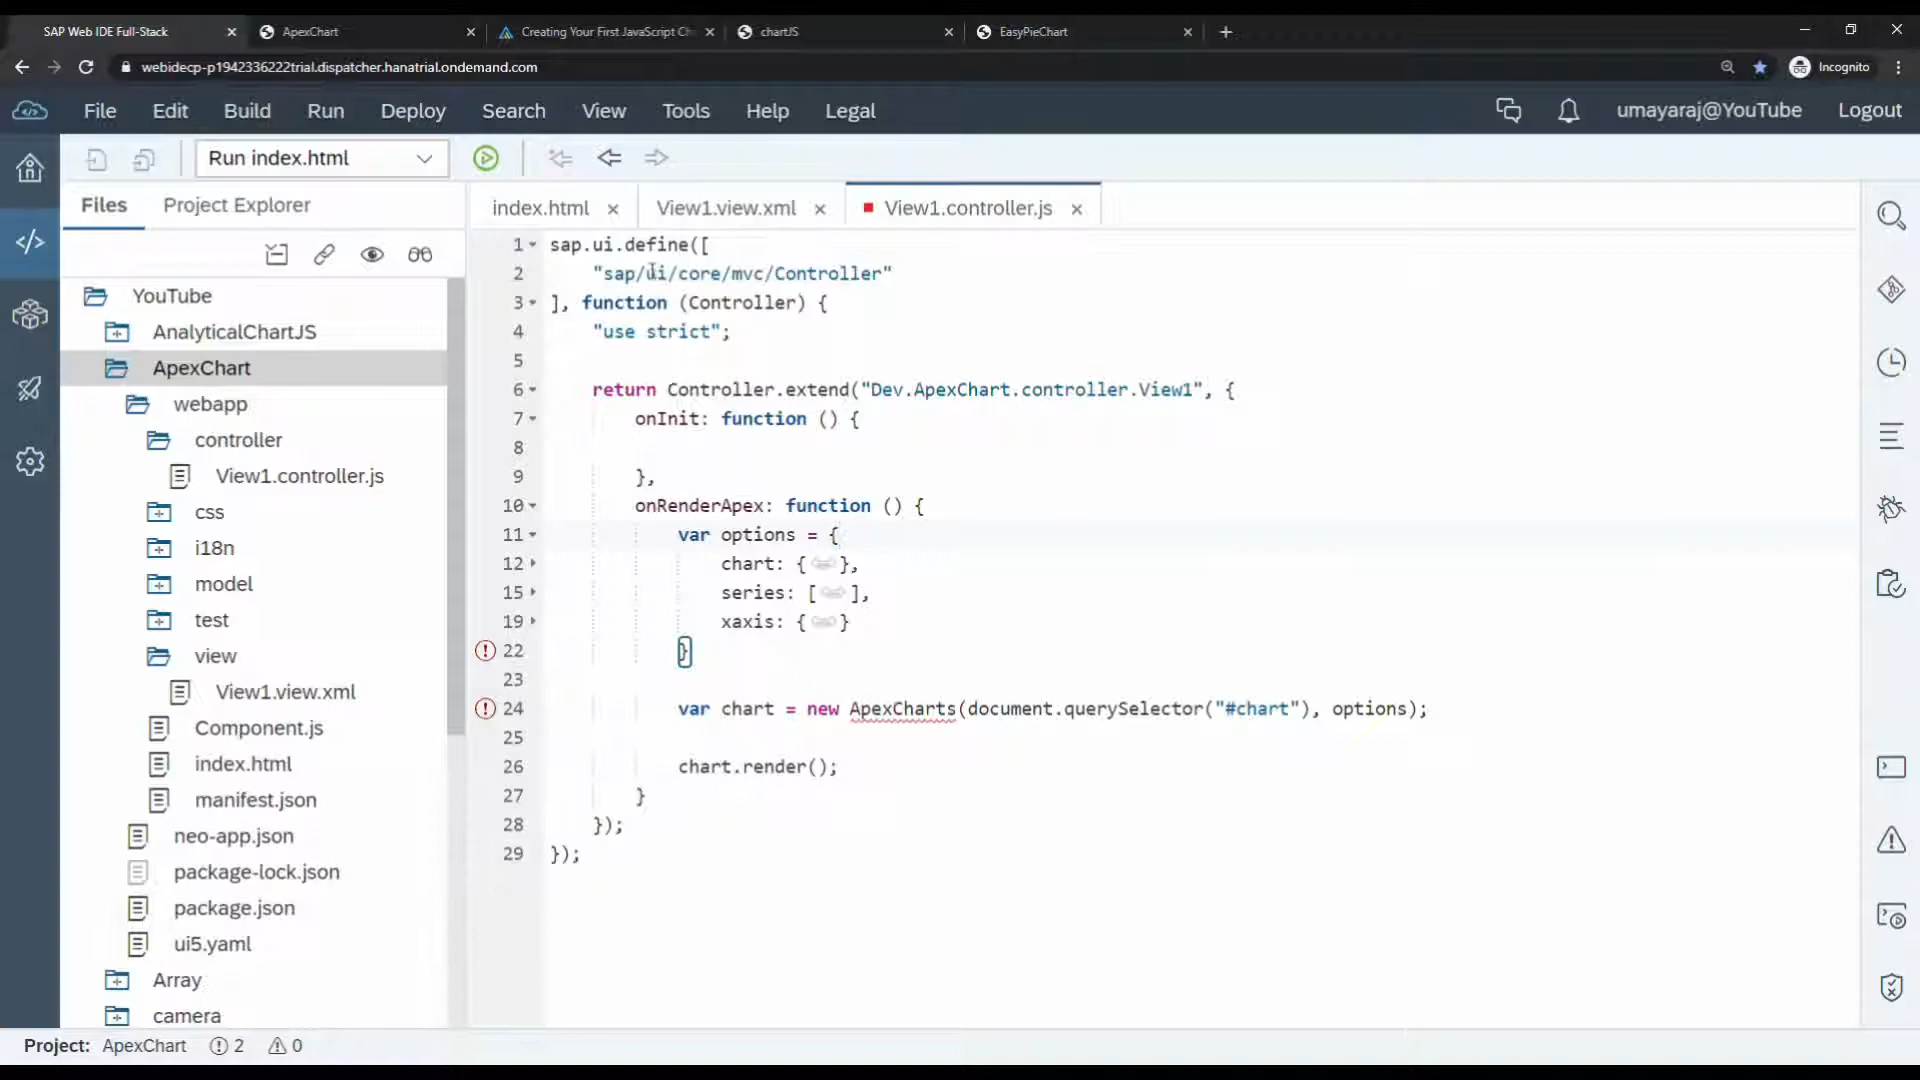 SAP Web IDE Full-Stack
ApexChart
Creating Your First JavaScript Ch
chartJS
EasyPieChart
webidecp-p1942336222trial.dispatcher.hanatrial.ondemand.com
Incognito
File Edit Build Run Deploy Search View Tools Help Legal
umayaraj@YouTube
Logout
Run index.html
Files
Project Explorer
index.html
View1.view.xml
View1.controller.js
YouTube
AnalyticalChartJS
ApexChart
webapp
controller
View1.controller.js
css
i18n
model
test
view
View1.view.xml
Component.js
index.html
manifest.json
neo-app.json
package-lock.json
package.json
ui5.yaml
Array
camera
1 sap.ui.define([
2 "sap/ui/core/mvc/Controller"
3 ], function (Controller) {
4 "use strict";
5
6 return Controller.extend("Dev.ApexChart.controller.View1", {
7 onInit: function () {
8
9 },
10 onRenderApex: function () {
11 var options = {
12 chart: { },
15 series: [ ],
19 xaxis: { }
22 }
23
24 var chart = new ApexCharts(document.querySelector("#chart"), options);
25
26 chart.render();
27 }
28 });
29 });
Project: ApexChart 2 0